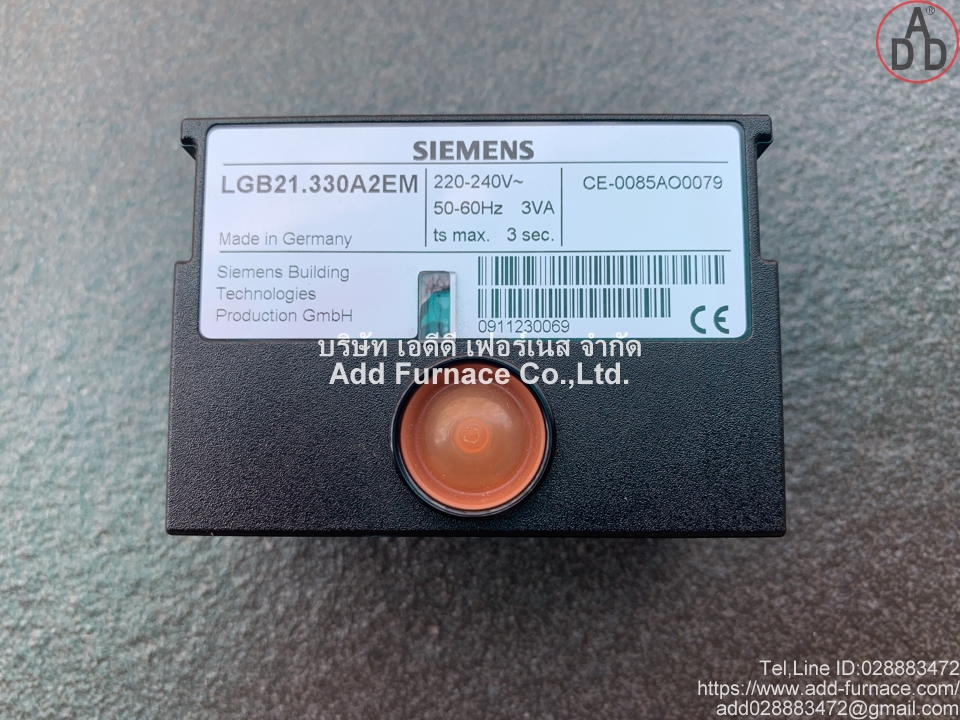 ADD®
SIEMENS
LGB21.330A2EM
220-240V~
50-60Hz 3VA
ts max. 3 sec.
CE-0085AO0079
Made in Germany
Siemens Building
Technologies
Production GmbH
0911230069
CE
บริษัท เอดีดี เฟอร์เนส จำกัด
Add Furnace Co.,Ltd.
Tel,Line ID:028883472
https://www.add-furnace.com/
add028883472@gmail.com